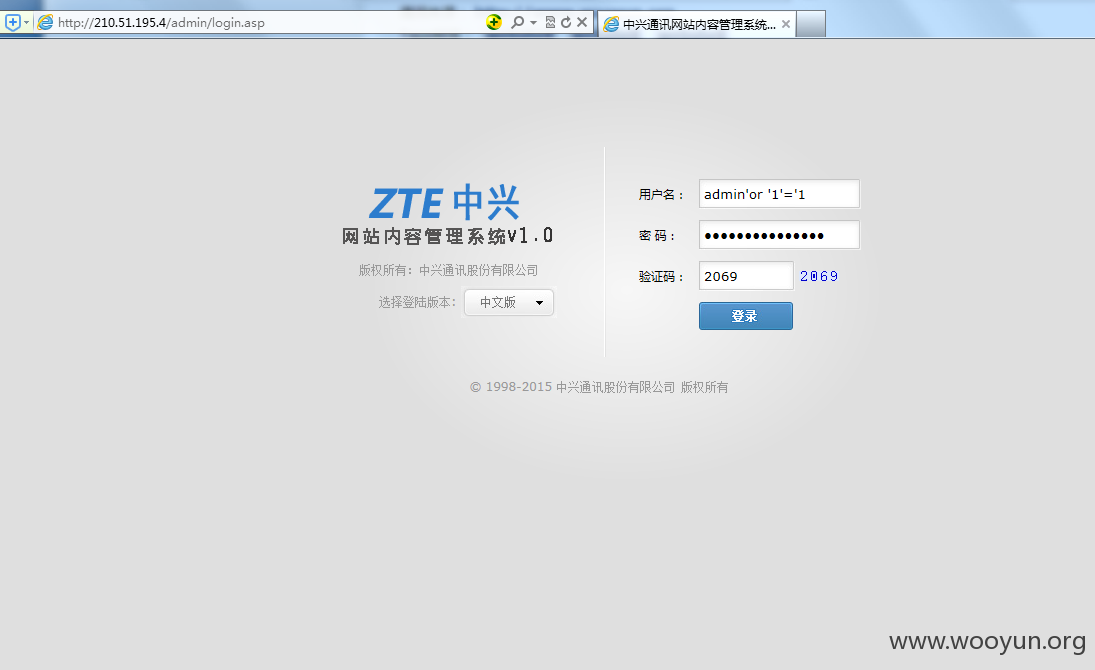 http://210.51.195.4/admin/login.asp
中兴通讯网站内容管理系统...
ZTE 中兴
网站内容管理系统v1.0
版权所有：中兴通讯股份有限公司
选择登陆版本： 中文版
用户名： admin'or '1'='1
密 码： •••••••••••••••
验证码： 2069 2069
登录
© 1998-2015 中兴通讯股份有限公司 版权所有
www.wooyun.org